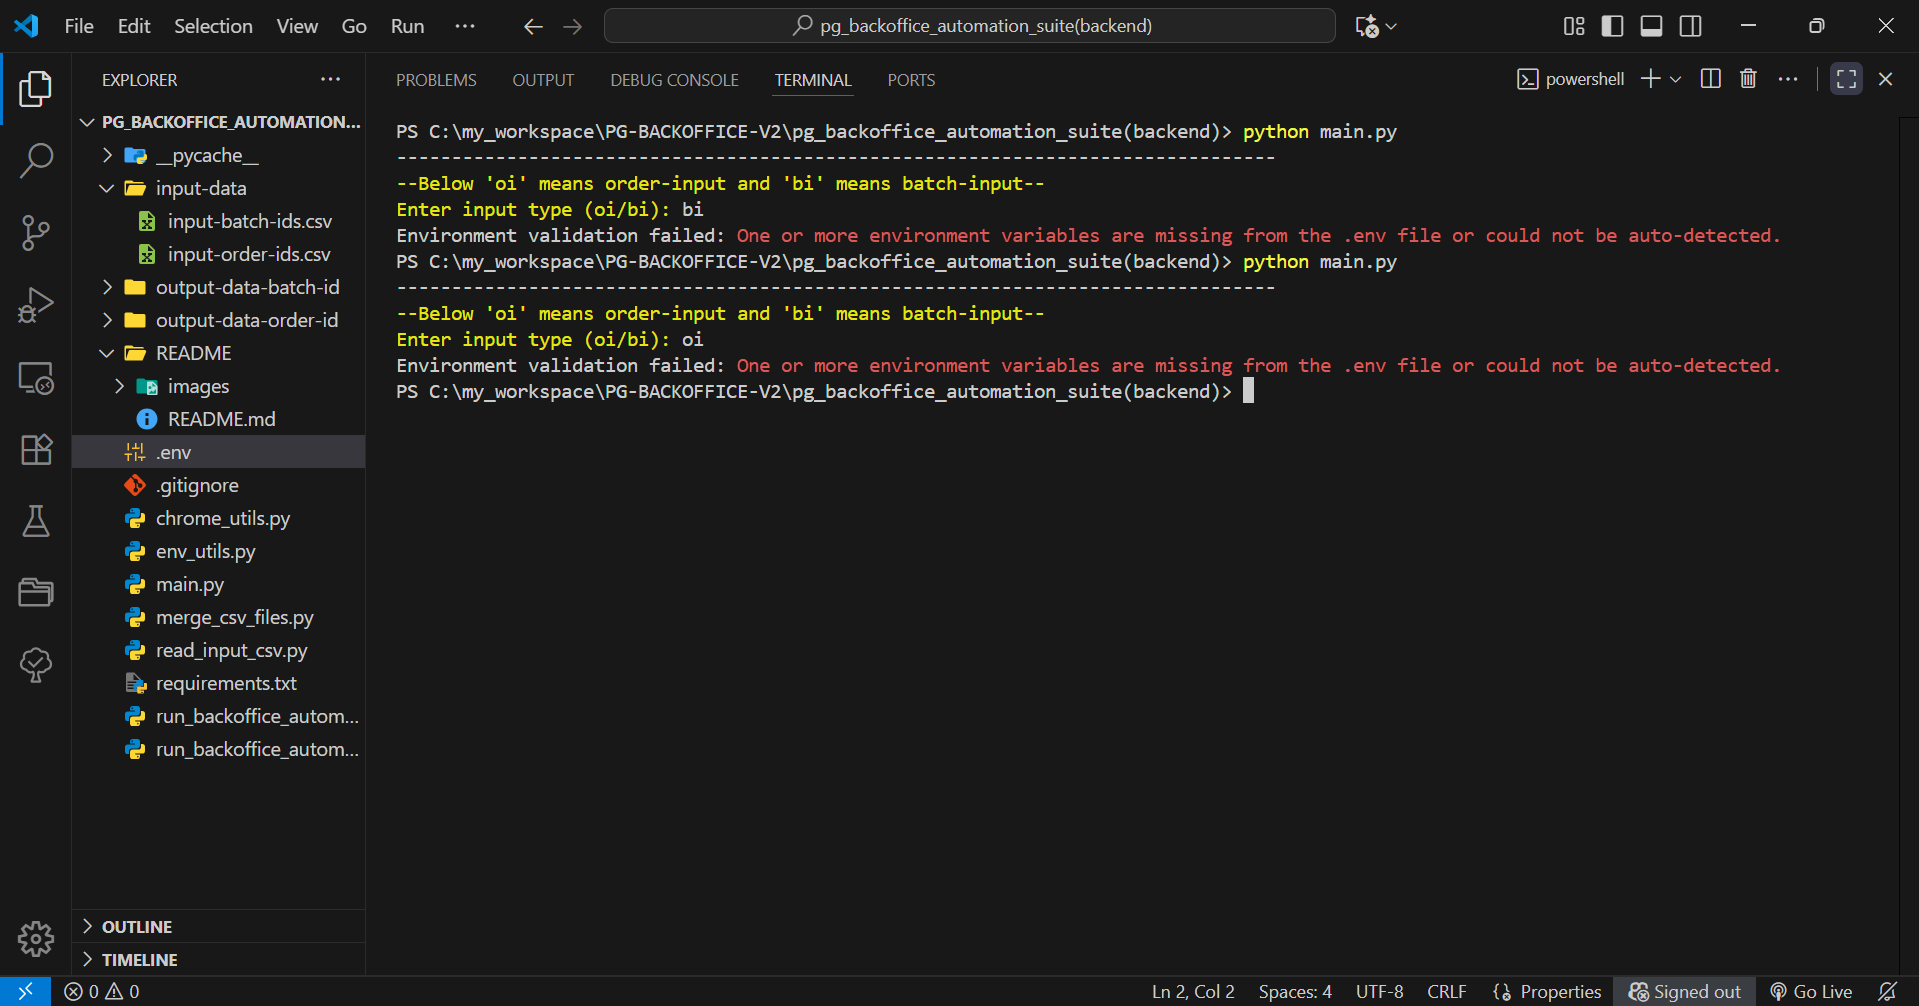 File Edit Selection View Go Run ... pg_backoffice_automation_suite(backend)
EXPLORER ...
PROBLEMS OUTPUT DEBUG CONSOLE TERMINAL PORTS
powershell
PG_BACKOFFICE_AUTOMATION...
__pycache__
input-data
input-batch-ids.csv
input-order-ids.csv
output-data-batch-id
output-data-order-id
README
images
README.md
.env
.gitignore
chrome_utils.py
env_utils.py
main.py
merge_csv_files.py
read_input_csv.py
requirements.txt
run_backoffice_autom...
run_backoffice_autom...
OUTLINE
TIMELINE
PS C:\my_workspace\PG-BACKOFFICE-V2\pg_backoffice_automation_suite(backend)> python main.py
--------------------------------------------------------------------------------
--Below 'oi' means order-input and 'bi' means batch-input--
Enter input type (oi/bi): bi
Environment validation failed: One or more environment variables are missing from the .env file or could not be auto-detected.
PS C:\my_workspace\PG-BACKOFFICE-V2\pg_backoffice_automation_suite(backend)> python main.py
--------------------------------------------------------------------------------
--Below 'oi' means order-input and 'bi' means batch-input--
Enter input type (oi/bi): oi
Environment validation failed: One or more environment variables are missing from the .env file or could not be auto-detected.
PS C:\my_workspace\PG-BACKOFFICE-V2\pg_backoffice_automation_suite(backend)>
0 0
Ln 2, Col 2 Spaces: 4 UTF-8 CRLF Properties Signed out Go Live